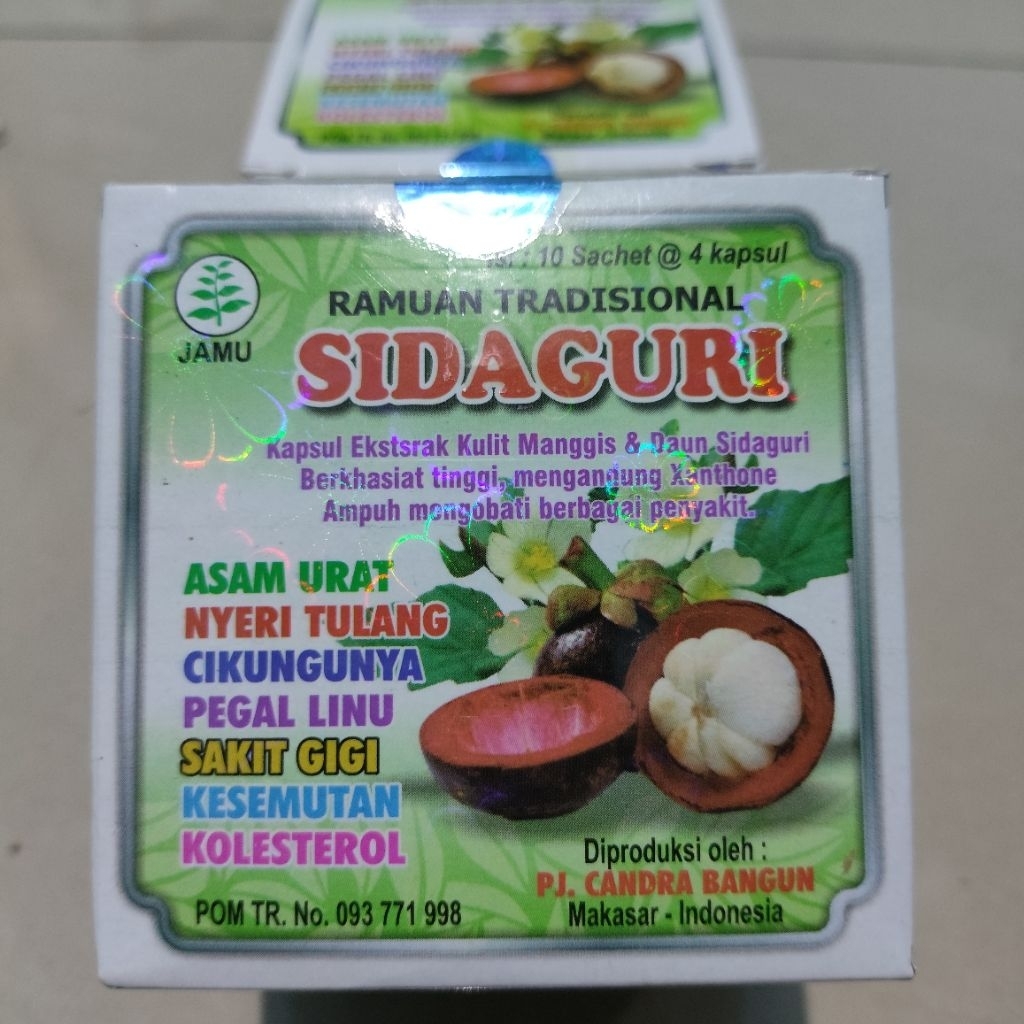 : 10 Sachet @ 4 kapsul
JAMU
RAMUAN TRADISIONAL
SIDAGURI
Kapsul Ekstsrak Kulit Manggis & Daun Sidaguri
Berkhasiat tinggi, mengandung Xanthone
Ampuh mengobati berbagai penyakit.
ASAM URAT
NYERI TULANG
CIKUNGUNYA
PEGAL LINU
SAKIT GIGI
KESEMUTAN
KOLESTEROL
POM TR. No. 093 771 998
Diproduksi oleh :
PJ. CANDRA BANGUN
Makasar - Indonesia